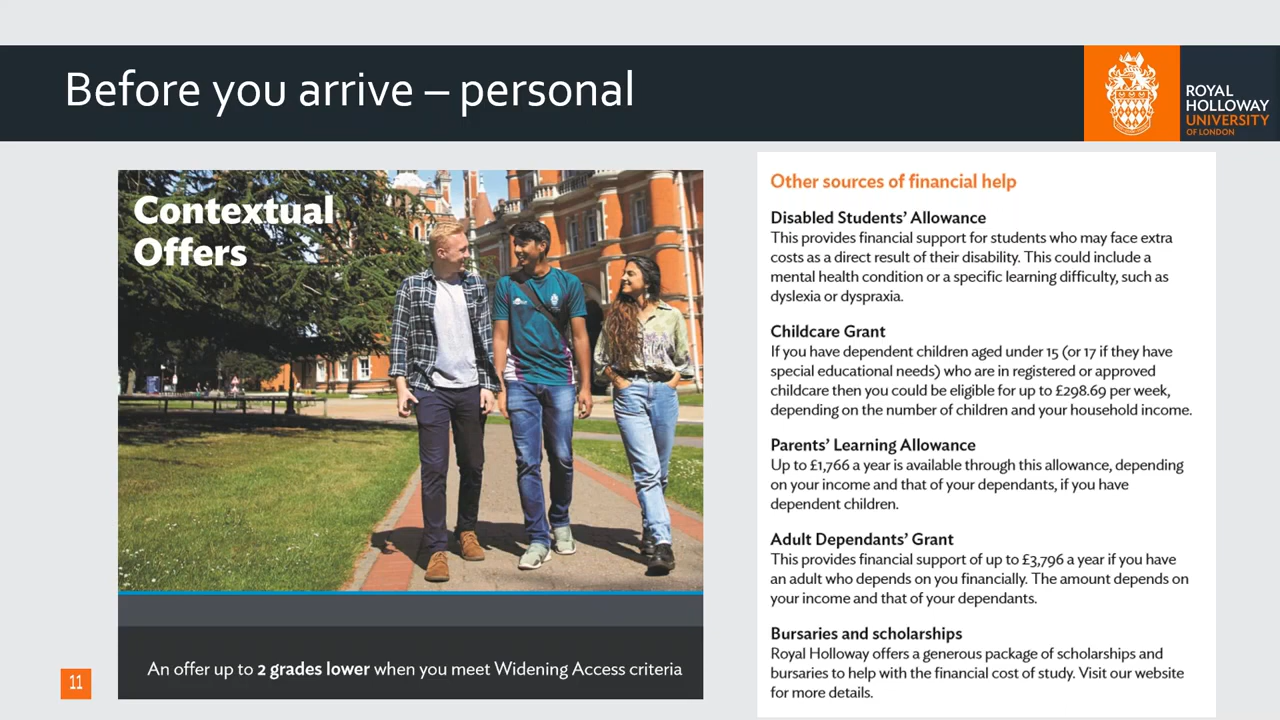 Before you arrive – personal
ROYAL
HOLLOWAY
UNIVERSITY
OF LONDON
Contextual
Offers
An offer up to 2 grades lower when you meet Widening Access criteria
11
Other sources of financial help
Disabled Students’ Allowance
This provides financial support for students who may face extra
costs as a direct result of their disability. This could include a
mental health condition or a specific learning difficulty, such as
dyslexia or dyspraxia.
Childcare Grant
If you have dependent children aged under 15 (or 17 if they have
special educational needs) who are in registered or approved
childcare then you could be eligible for up to £298.69 per week,
depending on the number of children and your household income.
Parents’ Learning Allowance
Up to £1,766 a year is available through this allowance, depending
on your income and that of your dependants, if you have
dependent children.
Adult Dependants’ Grant
This provides financial support of up to £3,796 a year if you have
an adult who depends on you financially. The amount depends on
your income and that of your dependants.
Bursaries and scholarships
Royal Holloway offers a generous package of scholarships and
bursaries to help with the financial cost of study. Visit our website
for more details.